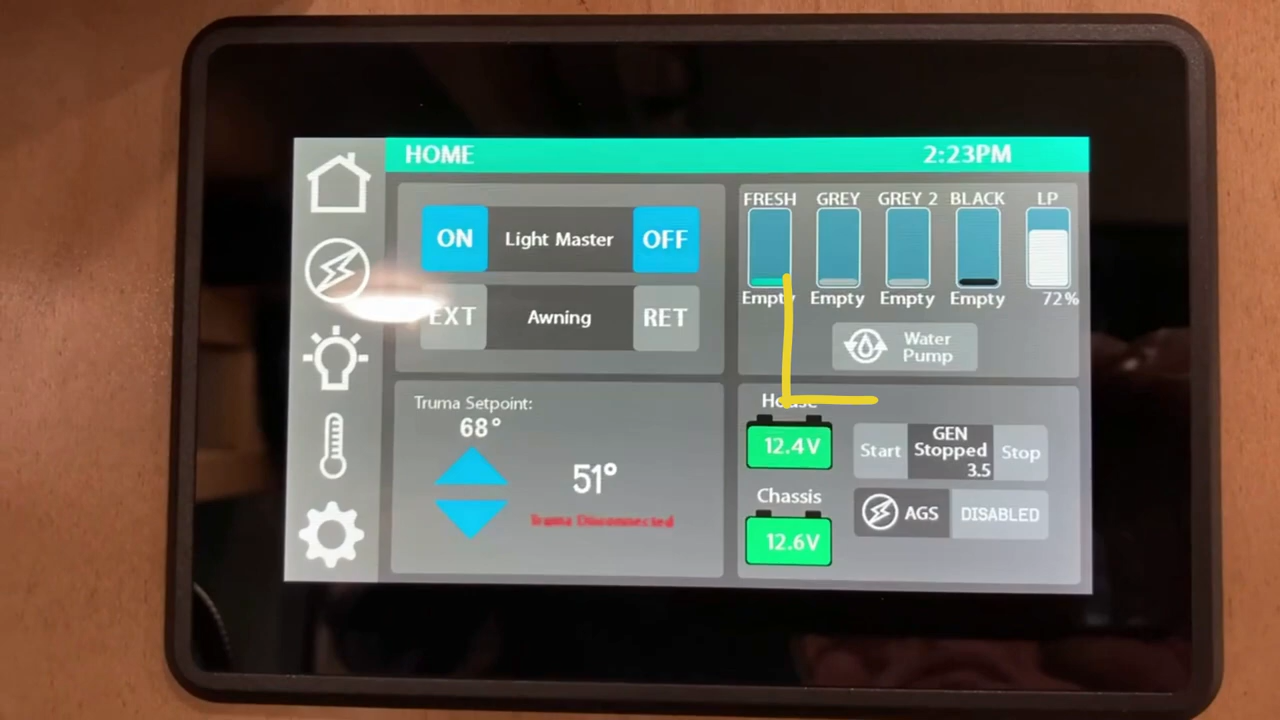 HOME 2:23PM
ON Light Master OFF
EXT Awning RET
FRESH GREY GREY 2 BLACK LP
Empty Empty Empty Empty 72%
Water
Pump
Truma Setpoint:
68°
51°
Truma Disconnected
House
12.4V
Start GEN Stopped 3.5 Stop
Chassis
12.6V
AGS DISABLED